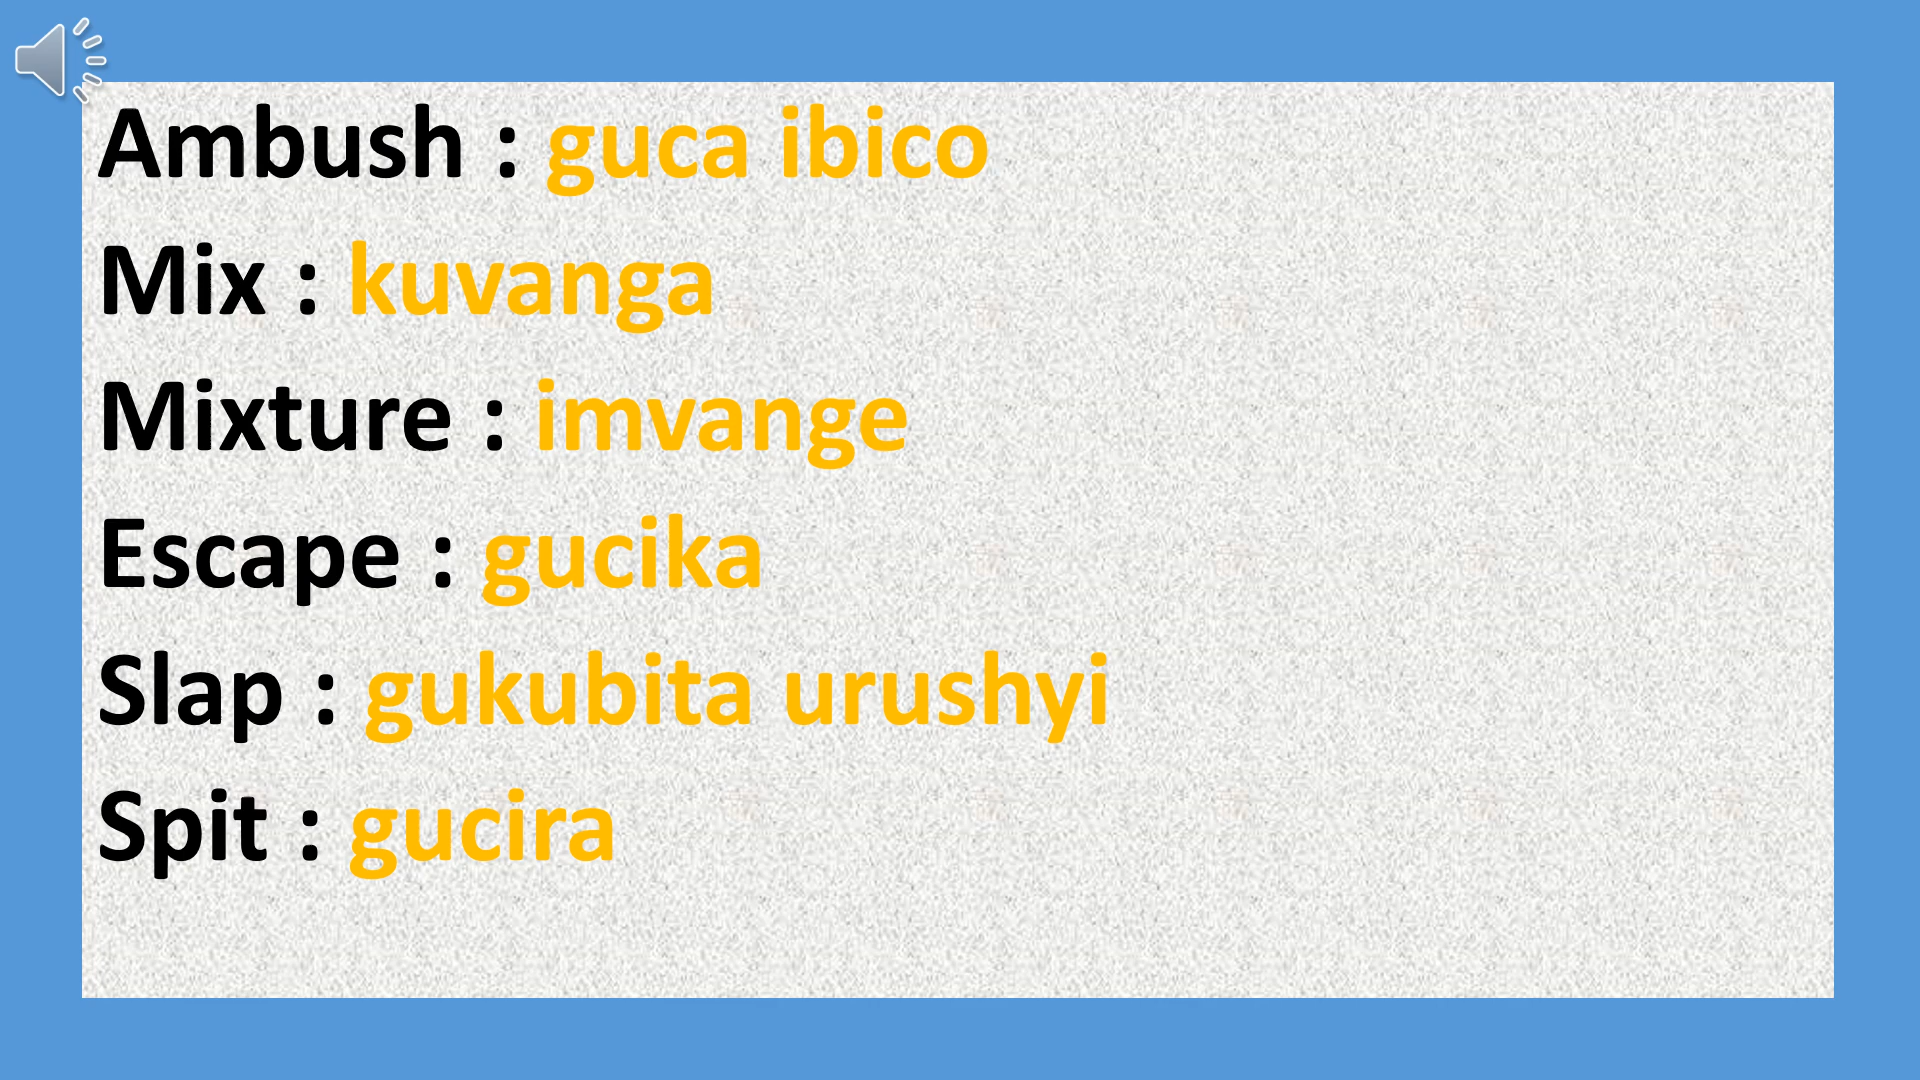 Ambush : guca ibico
Mix : kuvanga
Mixture : imvange
Escape : gucika
Slap : gukubita urushyi
Spit : gucira